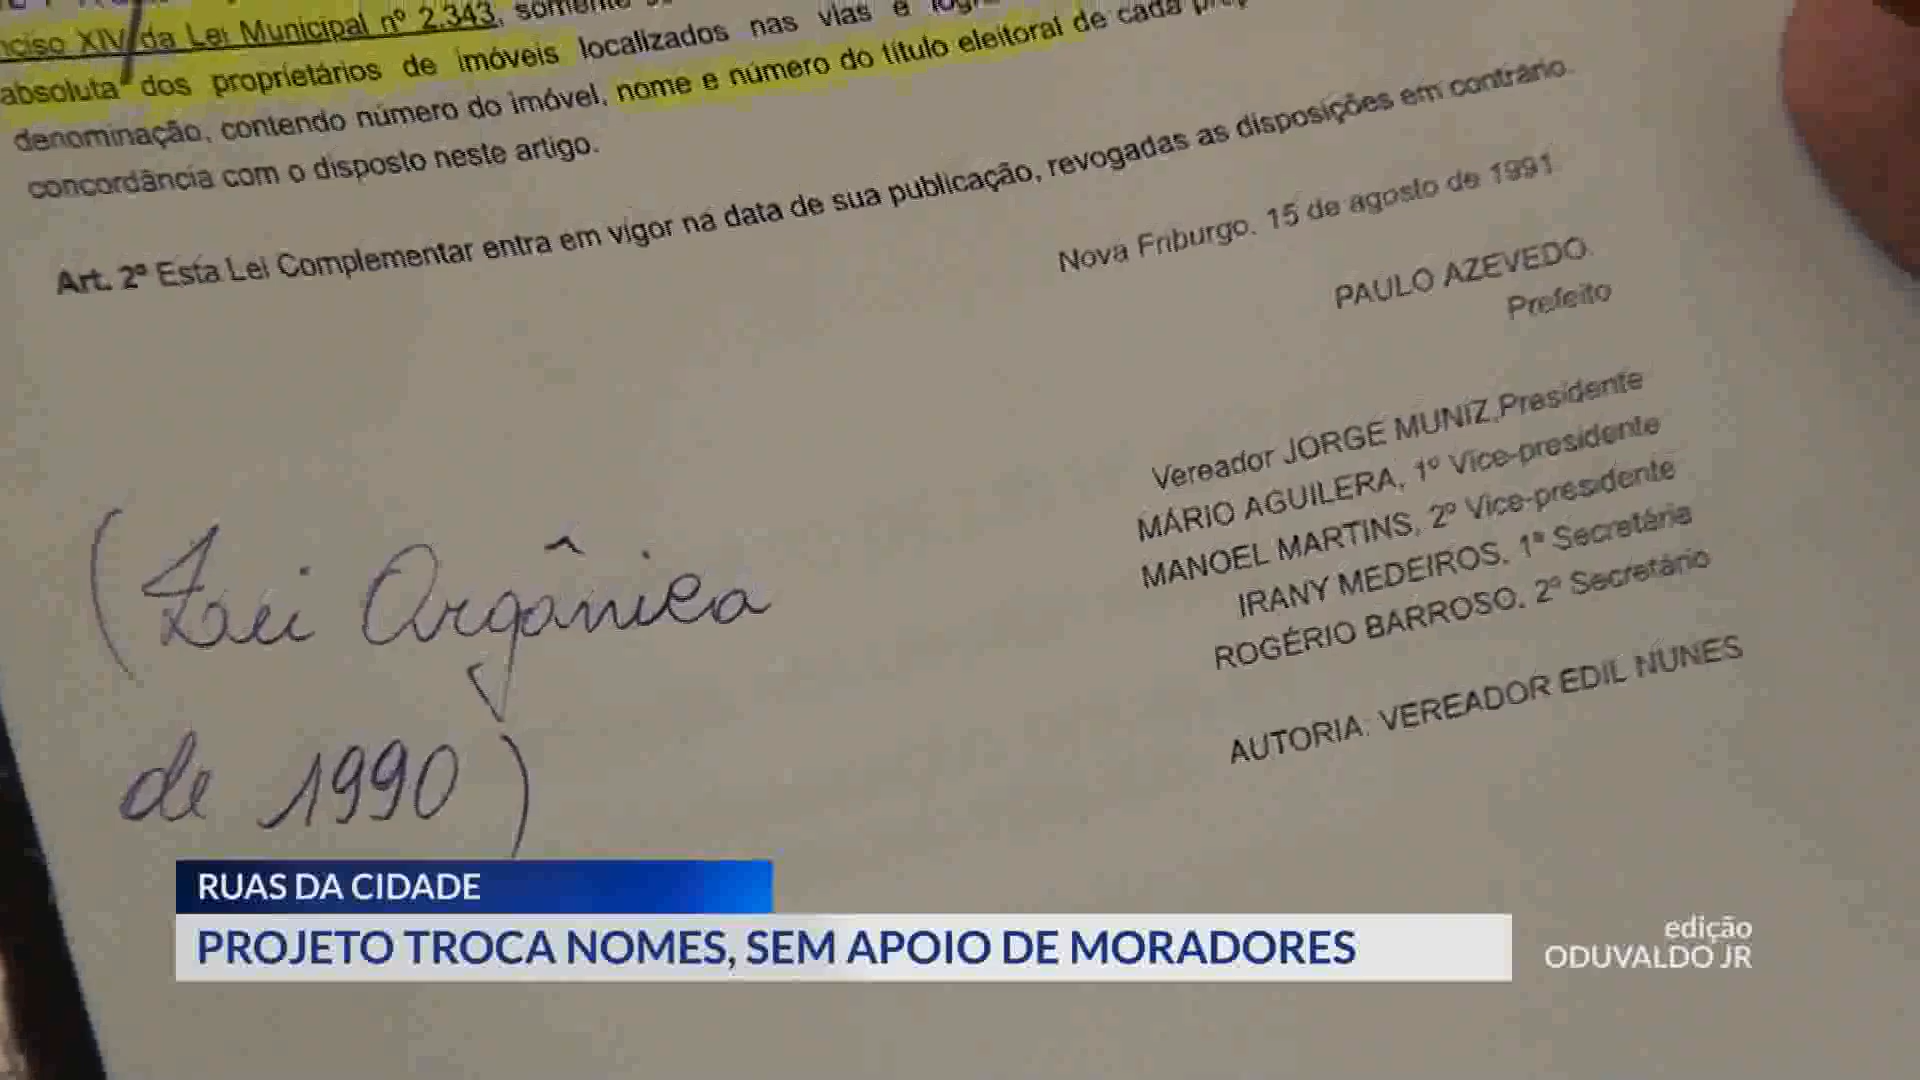 nciso XIV da Lei Municipal nº 2.343, somente
absoluta dos proprietários de imóveis localizados nas vias e
denominação, contendo número do imóvel, nome e número do título eleitoral de cada
concordância com o disposto neste artigo.
Art. 2º Esta Lei Complementar entra em vigor na data de sua publicação, revogadas as disposições em contrário.
Nova Friburgo, 15 de agosto de 1991.
PAULO AZEVEDO.
Prefeito
Vereador JORGE MUNIZ,Presidente
MÁRIO AGUILERA, 1º Vice-presidente
MANOEL MARTINS, 2º Vice-presidente
IRANY MEDEIROS, 1ª Secretária
ROGÉRIO BARROSO, 2º Secretário
AUTORIA: VEREADOR EDIL NUNES
(Lei Orgânica
de 1990)
RUAS DA CIDADE
PROJETO TROCA NOMES, SEM APOIO DE MORADORES
edição
ODUVALDO JR